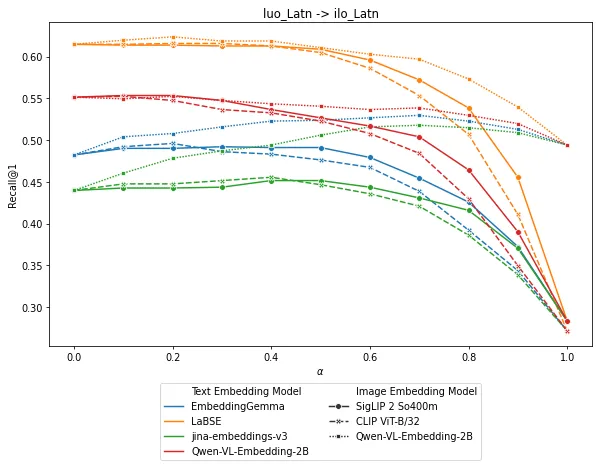 luo_Latn -> ilo_Latn
Recall@1
0.60
0.55
0.50
0.45
0.40
0.35
0.30
0.0 0.2 0.4 0.6 0.8 1.0
α
Text Embedding Model Image Embedding Model
EmbeddingGemma SigLIP 2 So400m
LaBSE CLIP ViT-B/32
jina-embeddings-v3 Qwen-VL-Embedding-2B
Qwen-VL-Embedding-2B